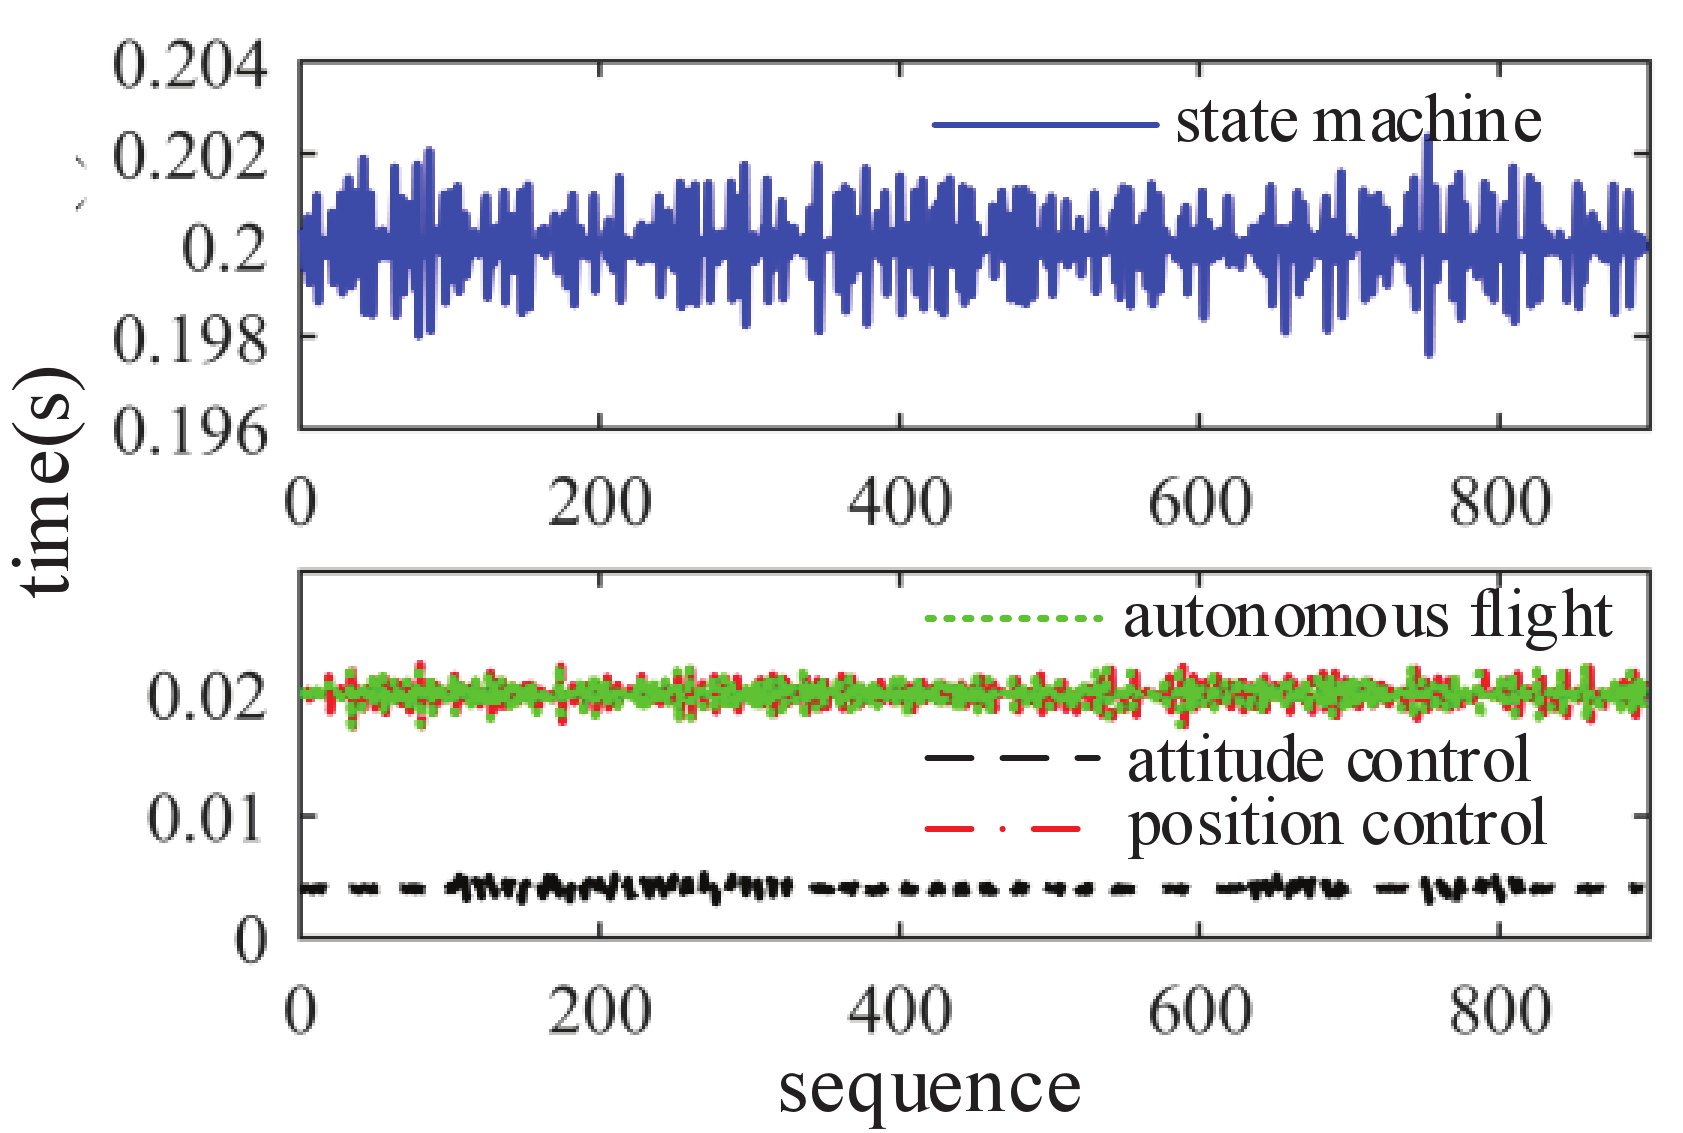 0.204
state machine
0.202
0.2
0.198
0.196
0 200 400 600 800
time(s)
autonomous flight
0.02
attitude control
0.01
position control
0
0 200 400 600 800
sequence